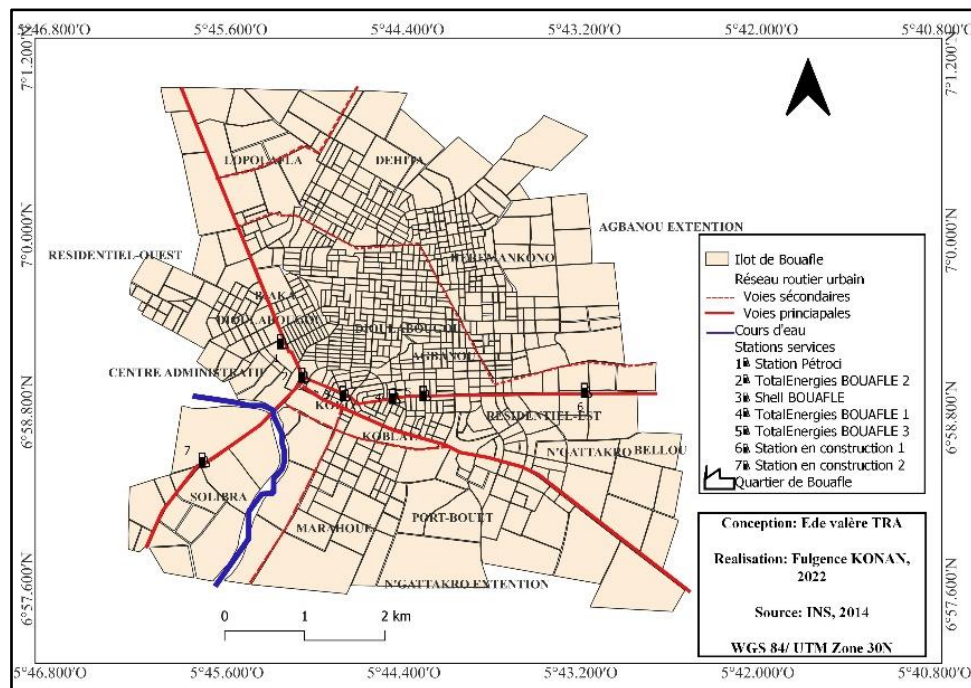 5°46.800'O 5°45.600'O 5°44.400'O 5°43.200'O 5°42.000'O 5°40.800'O
7°1.200'N 7°1.200'N
LOPOUAFLA
DEHITA
7°0.000'N 7°0.000'N
AGBANOU EXTENTION
RESIDENTIEL-OUEST
HEREMANKONO
BIAKA
DIOULABOUGOU
DIOULABOUGOU
AGBANOU
CENTRE ADMINISTRATIF
6
RESIDENTIEL-EST
KOBLATA
N'GATTAKRO
BELLOU
7
SOLIBRA
PORT-BOUET
MARAHOUE
N'GATTAKRO EXTENTION
6°58.800'N 6°58.800'N
6°57.600'N 6°57.600'N
Ilot de Bouafle
Réseau routier urbain
Voies sécondaires
Voies princiapales
Cours d'eau
Stations services
1 Station Pétroci
2 TotalEnergies BOUAFLE 2
3 Shell BOUAFLE
4 TotalEnergies BOUAFLE 1
5 TotalEnergies BOUAFLE 3
6 Station en construction 1
7 Station en construction 2
Quartier de Bouafle
Conception: Ede valère TRA
Realisation: Fulgence KONAN,
2022
Source: INS, 2014
WGS 84/ UTM Zone 30N
0 1 2 km
5°46.800'O 5°45.600'O 5°44.400'O 5°43.200'O 5°42.000'O 5°40.800'O